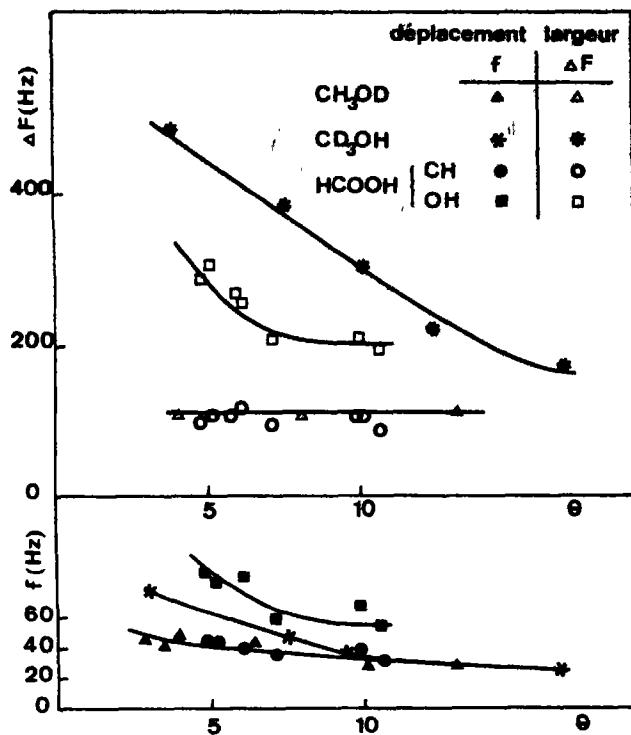 déplacement largeur
f ΔF
CH₃OD
CD₃OH
HCOOH CH
OH
ΔF(Hz)
400
200
0
5 10 θ
f(Hz)
60
40
20
0
5 10 θ